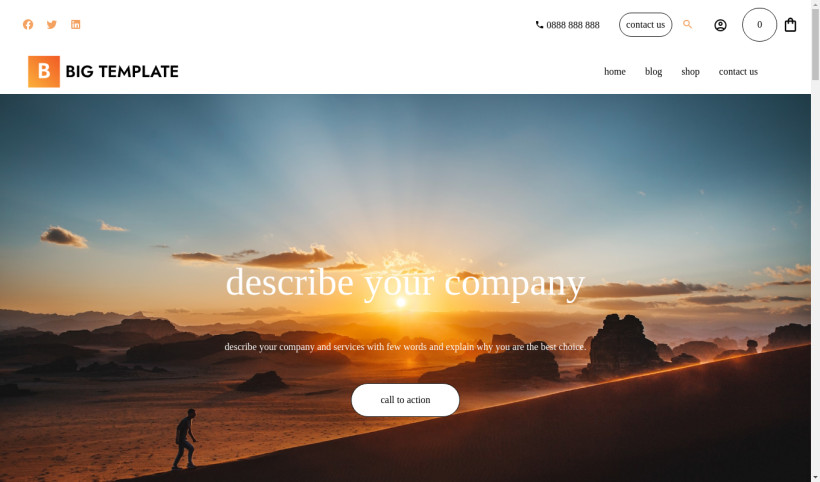 0888 888 888
contact us
0
B BIG TEMPLATE
home blog shop contact us
describe your company
describe your company and services with few words and explain why you are the best choice.
call to action